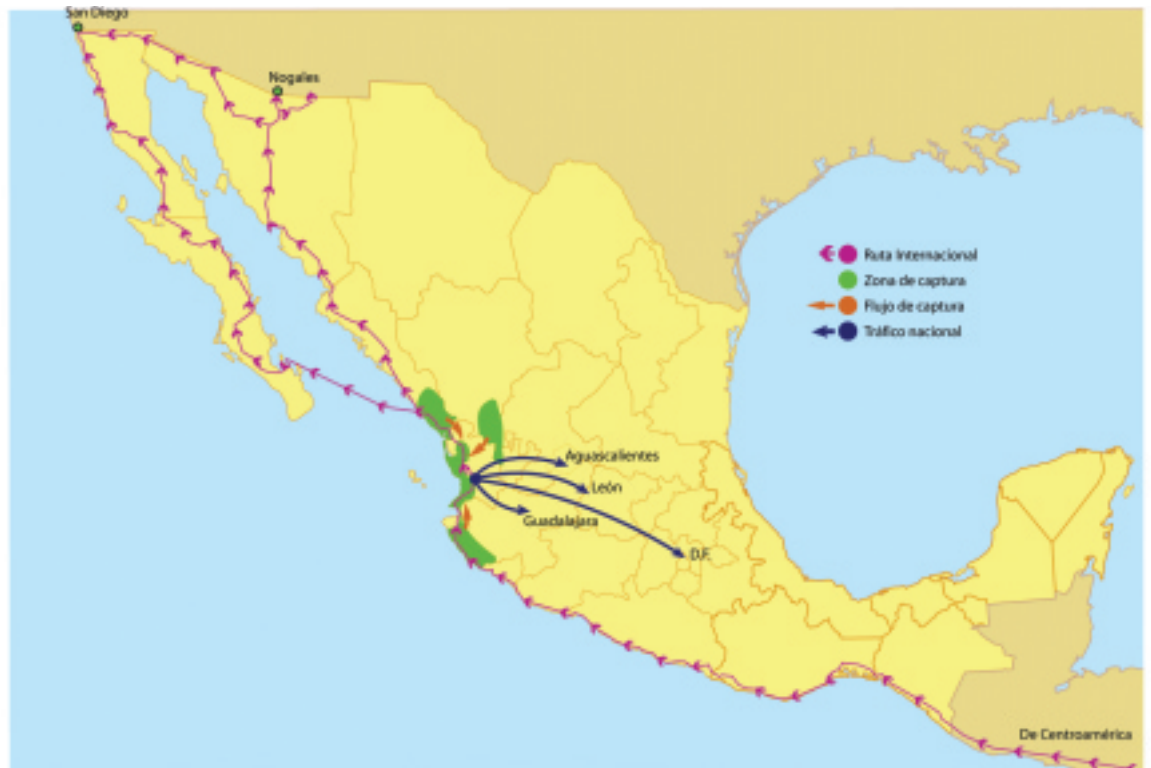 San Diego
Nogales
Ruta Internacional
Zona de captura
Flujo de captura
Tráfico nacional
Aguascalientes
León
Guadalajara
D.F.
De Centroamérica